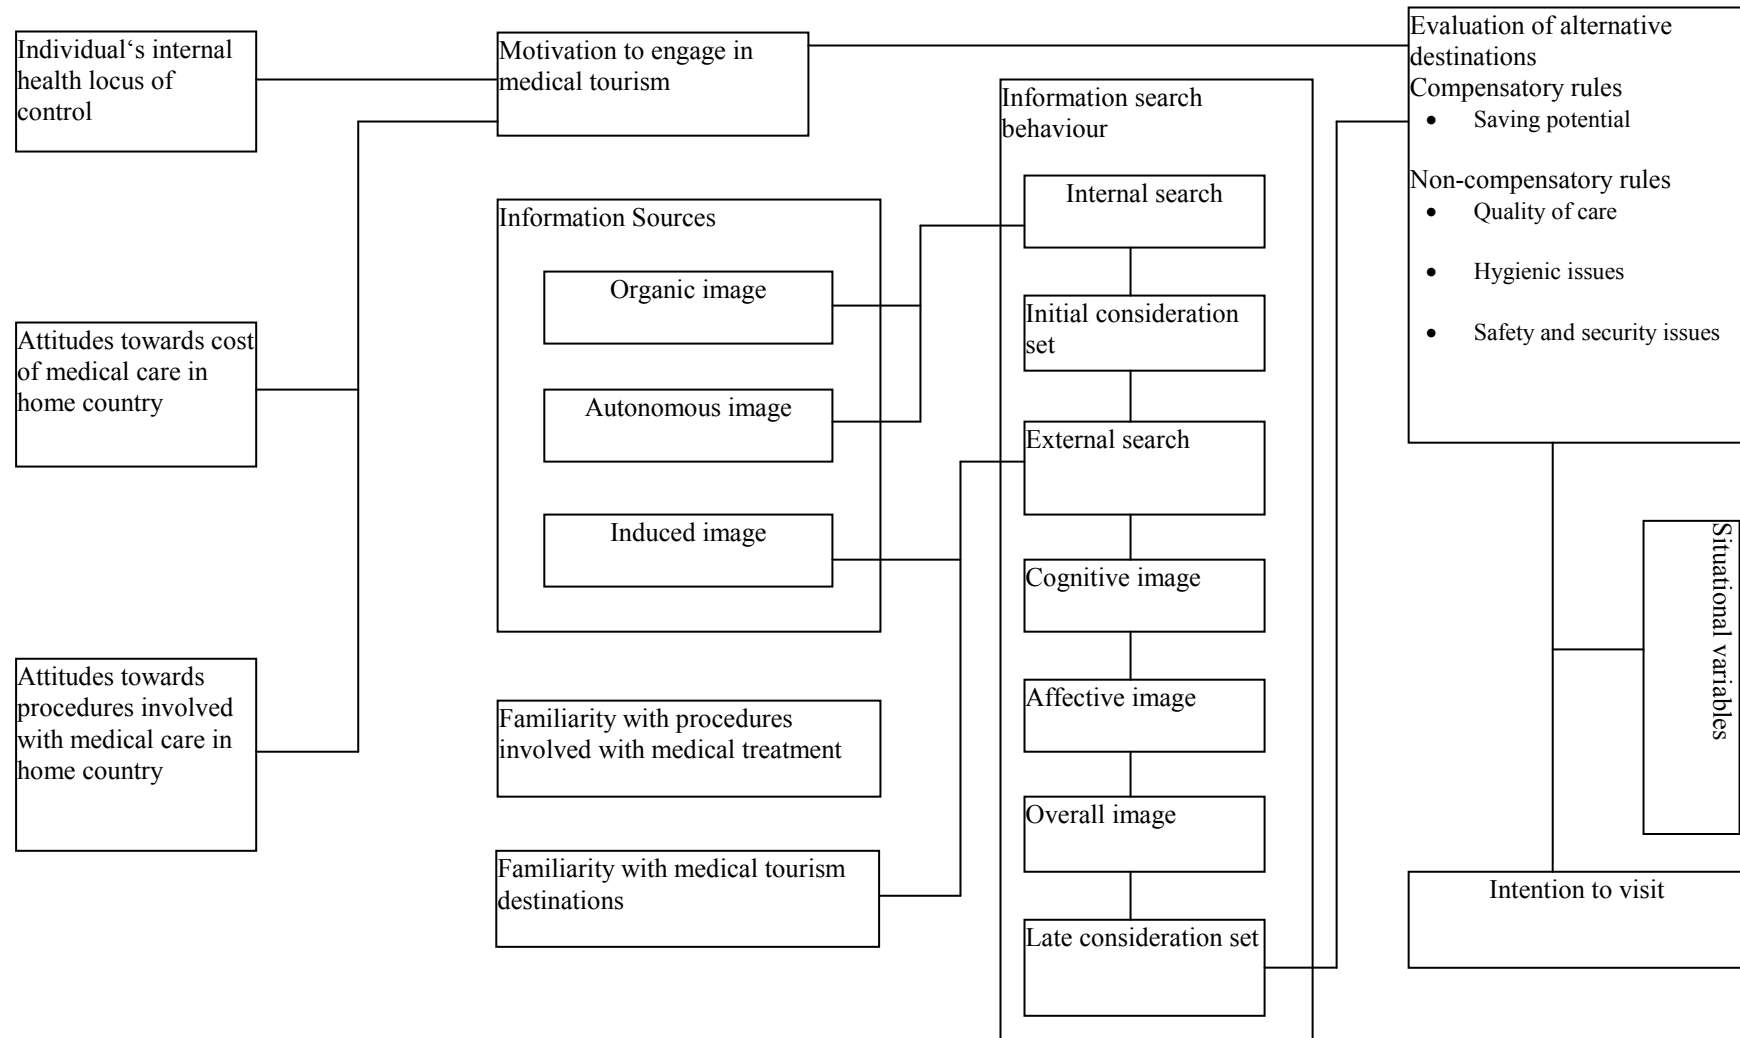 Individual‘s internal
health locus of
control
Attitudes towards cost
of medical care in
home country
Attitudes towards
procedures involved
with medical care in
home country
Motivation to engage in
medical tourism
Information Sources
Organic image
Autonomous image
Induced image
Familiarity with procedures
involved with medical treatment
Familiarity with medical tourism
destinations
Information search
behaviour
Internal search
Initial consideration
set
External search
Cognitive image
Affective image
Overall image
Late consideration set
Evaluation of alternative
destinations
Compensatory rules
• Saving potential
Non-compensatory rules
• Quality of care
• Hygienic issues
• Safety and security issues
Situational variables
Intention to visit